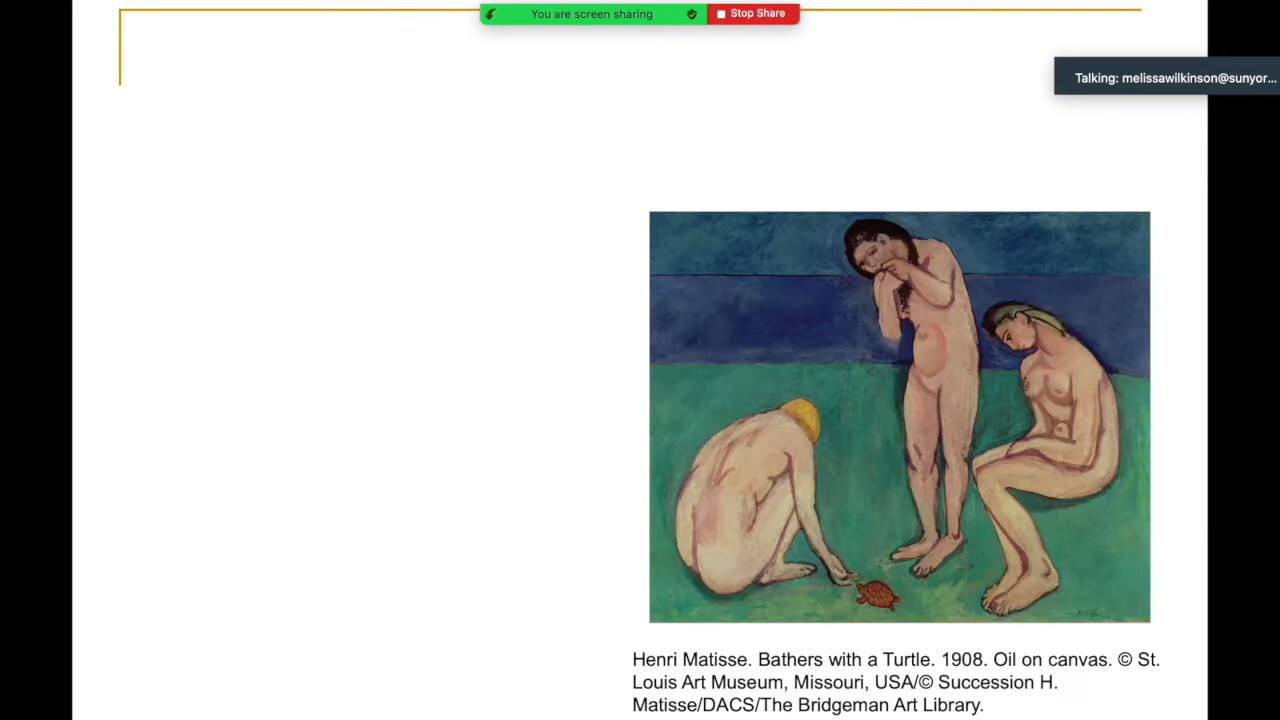 You are screen sharing
Stop Share
Talking: melissawilkinson@sunyor...
Henri Matisse. Bathers with a Turtle. 1908. Oil on canvas. © St.
Louis Art Museum, Missouri, USA/© Succession H.
Matisse/DACS/The Bridgeman Art Library.